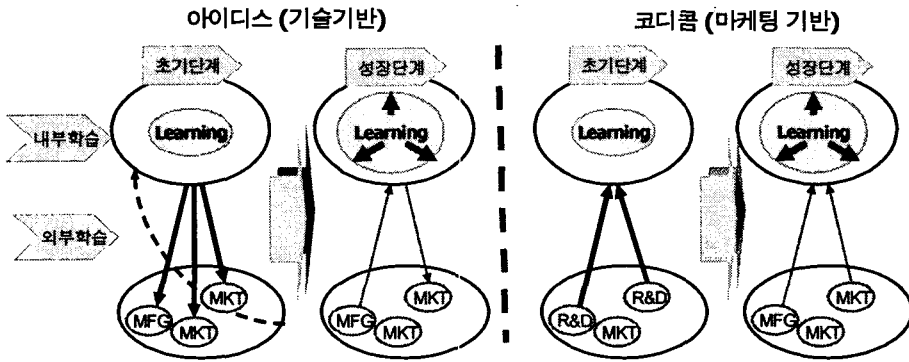 아이디스 (기술기반)
코디콤 (마케팅 기반)
초기단계
성장단계
초기단계
성장단계
내부학습
Learning
Learning
Learning
Learning
외부학습
MKT
MFG
MKT
MKT
MFG
MKT
R&D
R&D
MKT
MKT
MFG
MKT